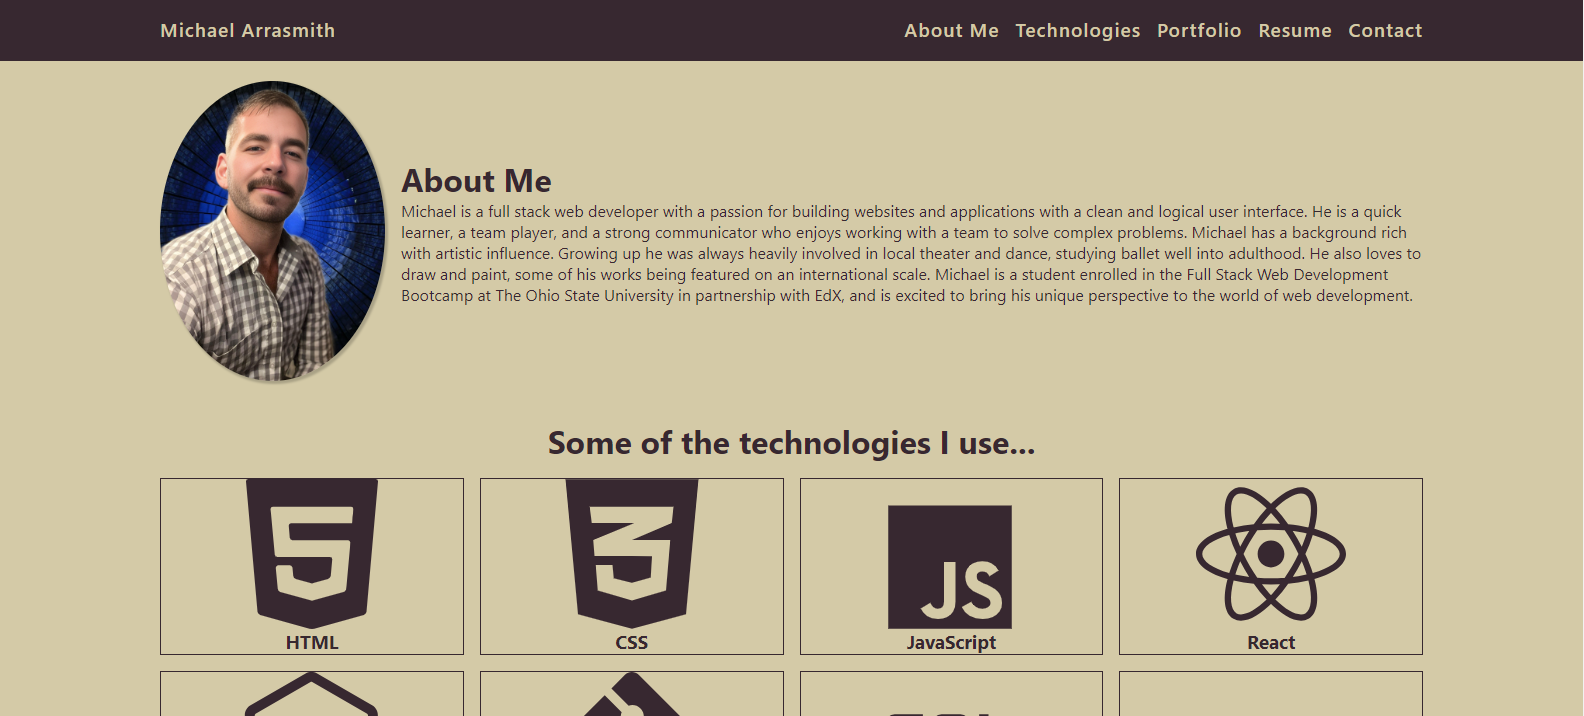 Michael Arrasmith
About Me Technologies Portfolio Resume Contact
About Me
Michael is a full stack web developer with a passion for building websites and applications with a clean and logical user interface. He is a quick
learner, a team player, and a strong communicator who enjoys working with a team to solve complex problems. Michael has a background rich
with artistic influence. Growing up he was always heavily involved in local theater and dance, studying ballet well into adulthood. He also loves to
draw and paint, some of his works being featured on an international scale. Michael is a student enrolled in the Full Stack Web Development
Bootcamp at The Ohio State University in partnership with EdX, and is excited to bring his unique perspective to the world of web development.
Some of the technologies I use...
5
3
JS
HTML
CSS
JavaScript
React